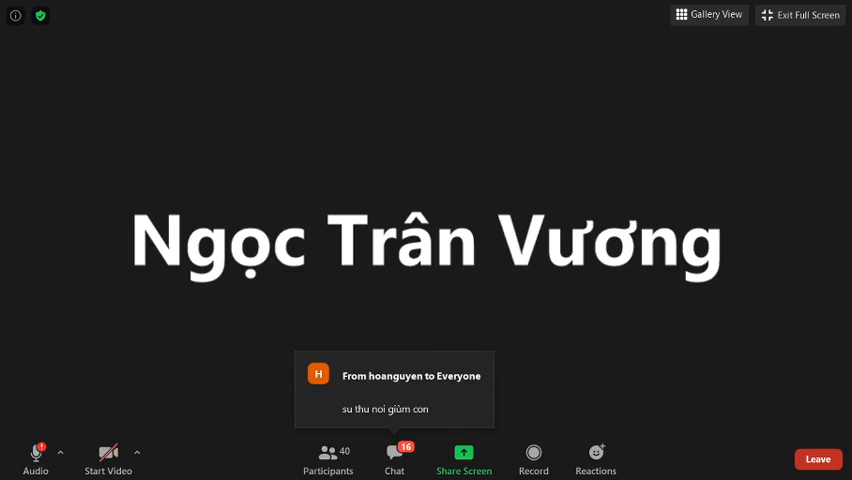 Gallery View
Exit Full Screen
Ngọc Trân Vương
H
From hoanguyen to Everyone
su thu noi giùm con
!
40
16
Audio
Start Video
Participants
Chat
Share Screen
Record
Reactions
Leave